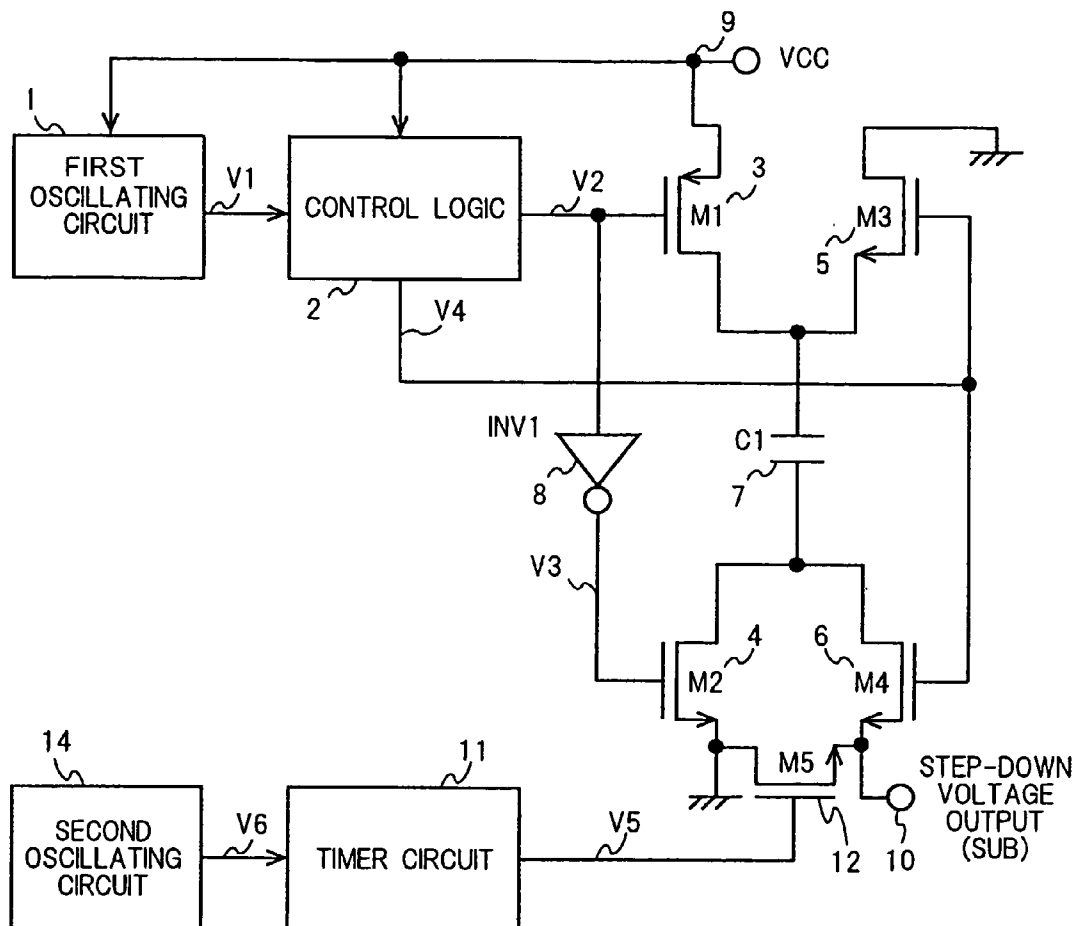 9
VCC
1
FIRST
OSCILLATING
CIRCUIT
V1
CONTROL LOGIC
2
V2
M1
3
M3
5
V4
INV1
8
C1
7
V3
M2
4
6
M4
14
SECOND
OSCILLATING
CIRCUIT
V6
11
TIMER CIRCUIT
V5
M5
12
10
STEP-DOWN
VOLTAGE
OUTPUT
(SUB)